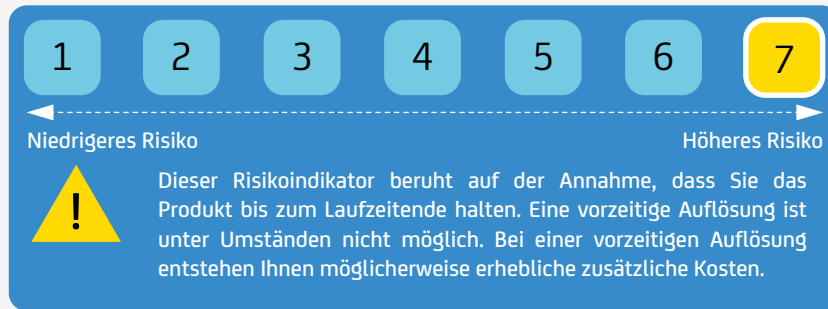 1 2 3 4 5 6 7
Niedrigeres Risiko Höheres Risiko
!
Dieser Risikoindikator beruht auf der Annahme, dass Sie das
Produkt bis zum Laufzeitende halten. Eine vorzeitige Auflösung ist
unter Umständen nicht möglich. Bei einer vorzeitigen Auflösung
entstehen Ihnen möglicherweise erhebliche zusätzliche Kosten.